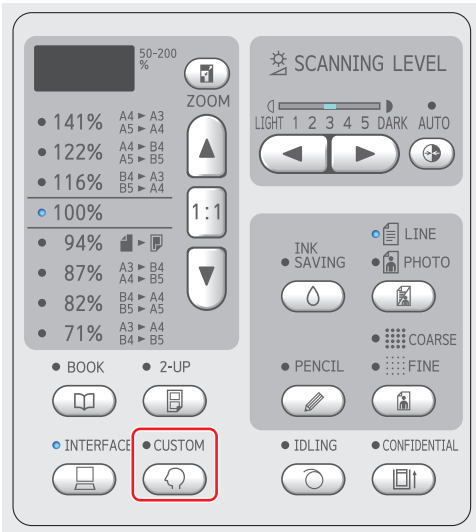 50-200
%
ZOOM
141% A4 ► A3
A5 ► A4
122% A4 ► B4
A5 ► B5
116% B4 ► A3
B5 ► A4
100%
1:1
94%
87% A3 ► B4
A4 ► B5
82% B4 ► A4
B5 ► A5
71% A3 ► A4
B4 ► B5
BOOK
2-UP
INTERFACE
CUSTOM
SCANNING LEVEL
LIGHT 1 2 3 4 5 DARK AUTO
INK
SAVING
LINE
PHOTO
COARSE
PENCIL
FINE
IDLING
CONFIDENTIAL